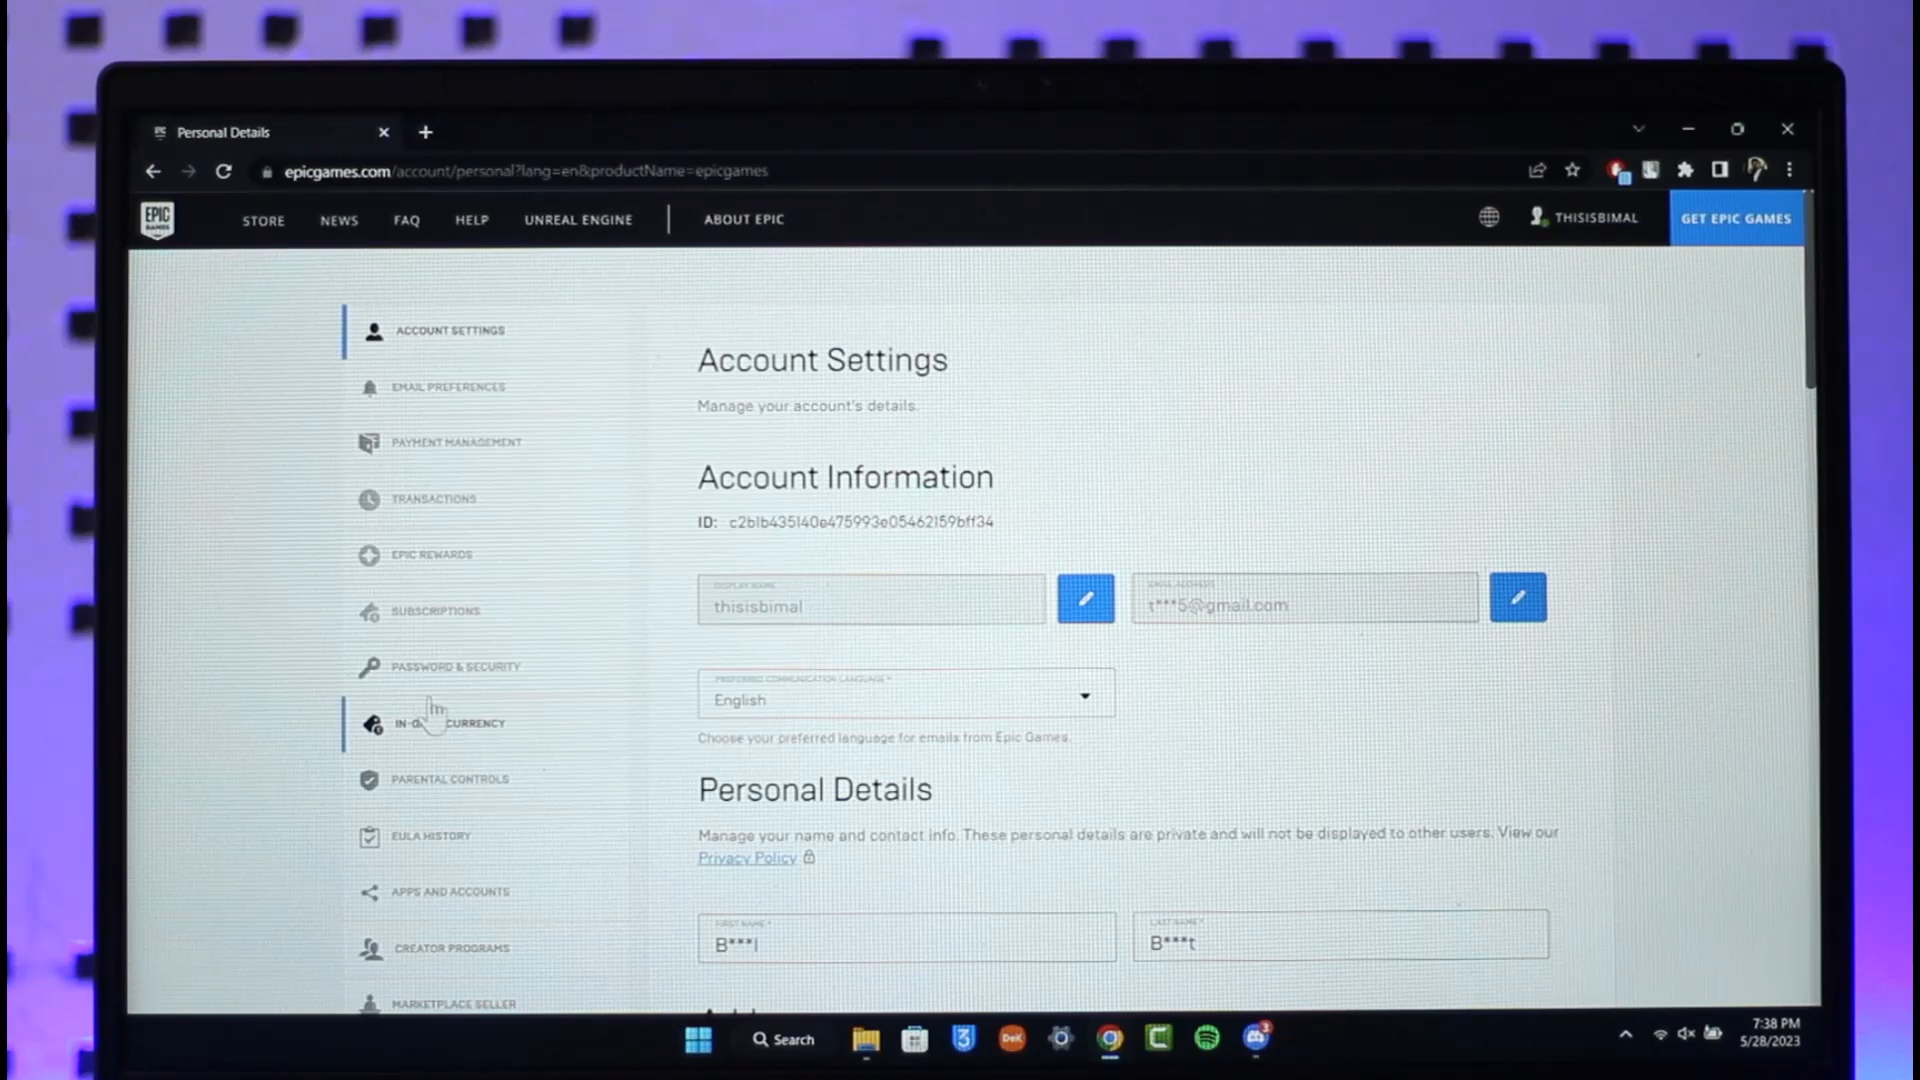 Personal Details
epicgames.com/account/personal?lang=en&productName=epicgames
EPIC GAMES
STORE
NEWS
FAQ
HELP
UNREAL ENGINE
ABOUT EPIC
THISISBIMAL
GET EPIC GAMES
ACCOUNT SETTINGS
EMAIL PREFERENCES
PAYMENT MANAGEMENT
TRANSACTIONS
EPIC REWARDS
SUBSCRIPTIONS
PASSWORD & SECURITY
IN-G CURRENCY
PARENTAL CONTROLS
EULA HISTORY
APPS AND ACCOUNTS
CREATOR PROGRAMS
MARKETPLACE SELLER
Account Settings
Manage your account's details.
Account Information
ID: c2b1b435140e475993e05462159bff34
DISPLAY NAME
thisisbimal
EMAIL ADDRESS
t***5@gmail.com
PREFERRED COMMUNICATION LANGUAGE *
English
Choose your preferred language for emails from Epic Games.
Personal Details
Manage your name and contact info. These personal details are private and will not be displayed to other users. View our
Privacy Policy
FIRST NAME *
B***l
LAST NAME *
B***t
Search
DeX
3
7:38 PM
5/28/2023